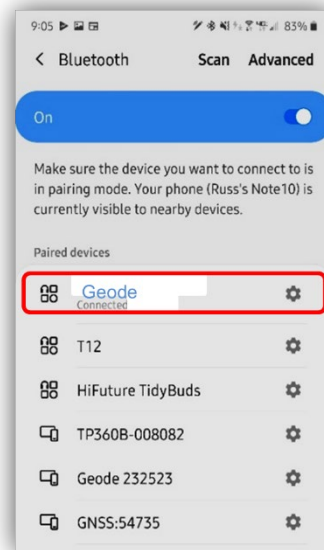 9:05 83%
Bluetooth Scan Advanced
On
Make sure the device you want to connect to is
in pairing mode. Your phone (Russ's Note10) is
currently visible to nearby devices.
Paired devices
Geode
Connected
T12
HiFuture TidyBuds
TP360B-008082
Geode 232523
GNSS:54735